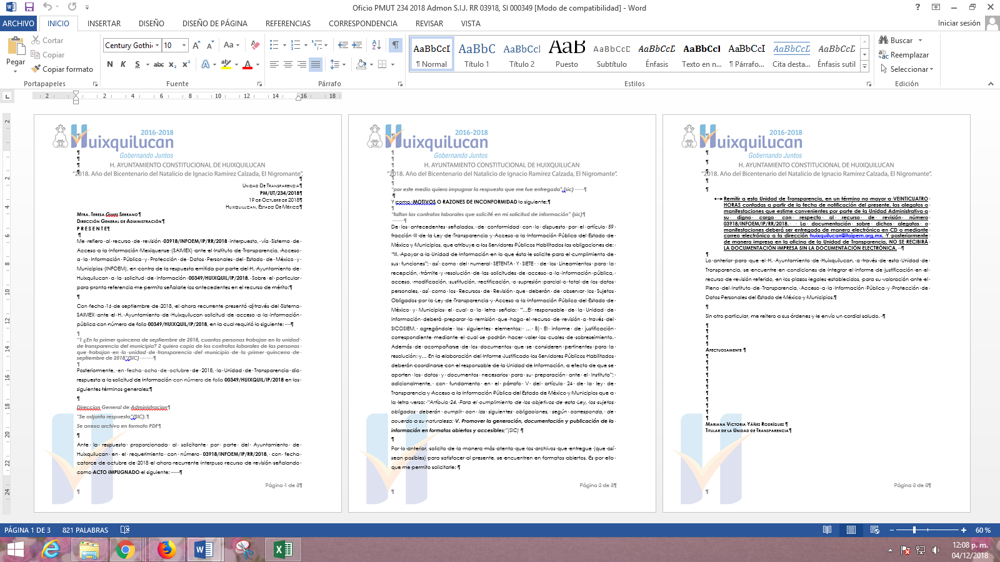 Oficio PMUT 234 2018 Admon S.I.J. RR 03918, SI 000349 [Modo de compatibilidad] - Word
ARCHIVO INICIO INSERTAR DISEÑO DISEÑO DE PÁGINA REFERENCIAS CORRESPONDENCIA REVISAR VISTA Iniciar sesión
Pegar
Cortar
Copiar
Copiar formato
Portapapeles
Century Gothi 10
N K S abc x₂ x²
Fuente
Párrafo
AaBbCcI AaBbC AaBbCcI AaB AaBbCcD AaBbCcD AaBbCcI AaBbCcI AaBbCcD AaBbCcD
¶ Normal Título 1 Título 2 Puesto Subtítulo Énfasis Texto en n... ¶ Párrafo... Cita desta... Énfasis sutil
Estilos
Buscar
Reemplazar
Seleccionar
Edición
2 2 4 6 8 10 12 14 16 18
2016-2018
Huixquilucan
Gobernando Juntos
H. AYUNTAMIENTO CONSTITUCIONAL DE HUIXQUILUCAN
"2018. Año del Bicentenario del Natalicio de Ignacio Ramírez Calzada, El Nigromante".
Unidad De Transparencia¶
PM/UT/234/2018¶
19 de Octubre de 2018¶
Huixquilucan, Estado De México¶
Mtra. Teresa Gines Serrano¶
Dirección General de Administración¶
P R E S E N T E¶
Me refiero al recurso de revisión 03918/INFOEM/IP/RR/2018 interpuesto, vía Sistema de
Acceso a la Información Mexiquense (SAIMEX) ante el Instituto de Transparencia, Acceso
a la Información Pública y Protección de Datos Personales del Estado de México y
Municipios (INFOEM), en contra de la respuesta emitida por parte del H. Ayuntamiento de
Huixquilucan a la solicitud de información 00349/HUIXQUIL/IP/2018. Sobre el particular
para pronta referencia me permito señalarle los antecedentes en el recurso de mérito:¶
Con fecha 16 de septiembre de 2018, el ahora recurrente presentó a través del Sistema
SAIMEX ante el H. Ayuntamiento de Huixquilucan solicitud de acceso a la información
pública con número de folio 00349/HUIXQUIL/IP/2018, en la cual requirió lo siguiente: ¶
"1 ¿En la primer quincena de septiembre de 2018, cuantas personas trabajan en la unidad
de transparencia del municipio? 2 quiero copia de los contratos laborales de las personas
que trabajan en la unidad de transparencia del municipio de la primer quincena de
septiembre de 2018"(SIC) ¶
Posteriormente, en fecha ocho de octubre de 2018, la Unidad de Transparencia dio
respuesta a la solicitud de información con número de folio 00349/HUIXQUIL/IP/2018 en los
siguientes términos generales:¶
Direccion General de Administracion¶
"Se adjunta respuesta"(SIC).¶
Se anexa archivo en formato PDF¶
Ante la respuesta proporcionada al solicitante por parte del Ayuntamiento de
Huixquilucan en el requerimiento con número 03918/INFOEM/IP/RR/2018, con fecha
catorce de octubre de 2018 el ahora recurrente interpuso recurso de revisión señalando
como ACTO IMPUGNADO el siguiente: ¶
Página 1 de 3¶
2016-2018
Huixquilucan
Gobernando Juntos
H. AYUNTAMIENTO CONSTITUCIONAL DE HUIXQUILUCAN
"2018. Año del Bicentenario del Natalicio de Ignacio Ramírez Calzada, El Nigromante".
"por este medio quiero impugnar la respuesta que me fue entregada".(sic) ¶
Y como MOTIVOS O RAZONES DE INCONFORMIDAD lo siguiente:¶
"faltan los contratos laborales que solicité en mi solicitud de información" (sic)¶
De los antecedentes señalados, de conformidad con lo dispuesto por el artículo 59
fracción III de la Ley de Transparencia y Acceso a la Información Pública del Estado de
México y Municipios, que atribuye a los Servidores Públicos Habilitados las obligaciones de:
"III. Apoyar a la Unidad de Información en lo que ésta le solicite para el cumplimiento de
sus funciones"; así como del numeral SETENTA Y SIETE de los Lineamientos para la
recepción, trámite y resolución de las solicitudes de acceso a la información pública,
acceso, modificación, sustitución, rectificación, o supresión parcial o total de los datos
personales, así como los Recursos de Revisión que deberán de observar los Sujetos
Obligados por la Ley de Transparencia y Acceso a la Información Pública del Estado de
México y Municipios el cual a la letra señala: "...El responsable de la Unidad de
Información deberá preparar la remisión que haga el recurso de revisión a través del
SICOSIEM, agregándole los siguientes elementos: ... B) El informe de justificación
correspondiente mediante el cual se podrán hacer valer las cuales de sobreseimiento.
Además de acompañarse de los documentos que se consideren pertinentes para la
resolución: y... En la elaboración del Informe Justificado los Servidores Públicos Habilitados
deberán coordinarse con el responsable de la Unidad de Información, a efecto de que se
aporten los datos y documentos necesarios para su preparación ante el Instituto";
adicionalmente, con fundamento en el párrafo V del artículo 24 de la ley de
Transparencia y Acceso a la Información Pública del Estado de México y Municipios que a
la letra versa: "Artículo 24. Para el cumplimiento de los objetivos de esta Ley, los sujetos
obligados deberán cumplir con las siguientes obligaciones, según corresponda, de
acuerdo a su naturaleza: V. Promover la generación, documentación y publicación de la
información en formatos abiertos y accesibles;"(SIC) ¶
Por lo anterior, solicito de la manera más atenta que los archivos que entregue (que así
sean posibles) para satisfacer al presente, se encuentren en formatos abiertos. Es por ello
que me permito solicitarle: ¶
Página 2 de 3¶
2016-2018
Huixquilucan
Gobernando Juntos
H. AYUNTAMIENTO CONSTITUCIONAL DE HUIXQUILUCAN
"2018. Año del Bicentenario del Natalicio de Ignacio Ramírez Calzada, El Nigromante".
Remitir a esta Unidad de Transparencia, en un término no mayor a VEINTICUATRO
HORAS contadas a partir de la fecha de notificación del presente, los alegatos o
manifestaciones que estime convenientes por parte de la Unidad Administrativa a
su digno cargo con respecto al recurso de revisión número
03918/INFOEM/IP/RR/2018. La documentación sobre dichos alegatos o
manifestaciones deberá ser entregada de manera electrónica en CD o mediante
correo electrónico a la dirección huixquilucan@itaipem.org.mx. Y posteriormente
de manera impresa en la oficina de la Unidad de Transparencia, NO SE RECIBIRÁ
LA DOCUMENTACIÓN IMPRESA SIN LA DOCUMENTACIÓN ELECTRÓNICA. ¶
Lo anterior para que el H. Ayuntamiento de Huixquilucan, a través de esta Unidad de
Transparencia, se encuentre en condiciones de integrar el informe de justificación en el
recurso de revisión referido, en los plazos legales establecidos, para su valoración ante el
Pleno del Instituto de Transparencia, Acceso a la Información Pública y Protección de
Datos Personales del Estado de México y Municipios.¶
Sin otro particular, me reitero a sus órdenes y le envío un cordial saludo. ¶
Afectuosamente ¶
Mariana Victoria Yáñez Rodríguez ¶
Titular de la Unidad de Transparencia¶
Página 3 de 3¶
PÁGINA 1 DE 3 821 PALABRAS 60 %
12:08 p. m.
04/12/2018